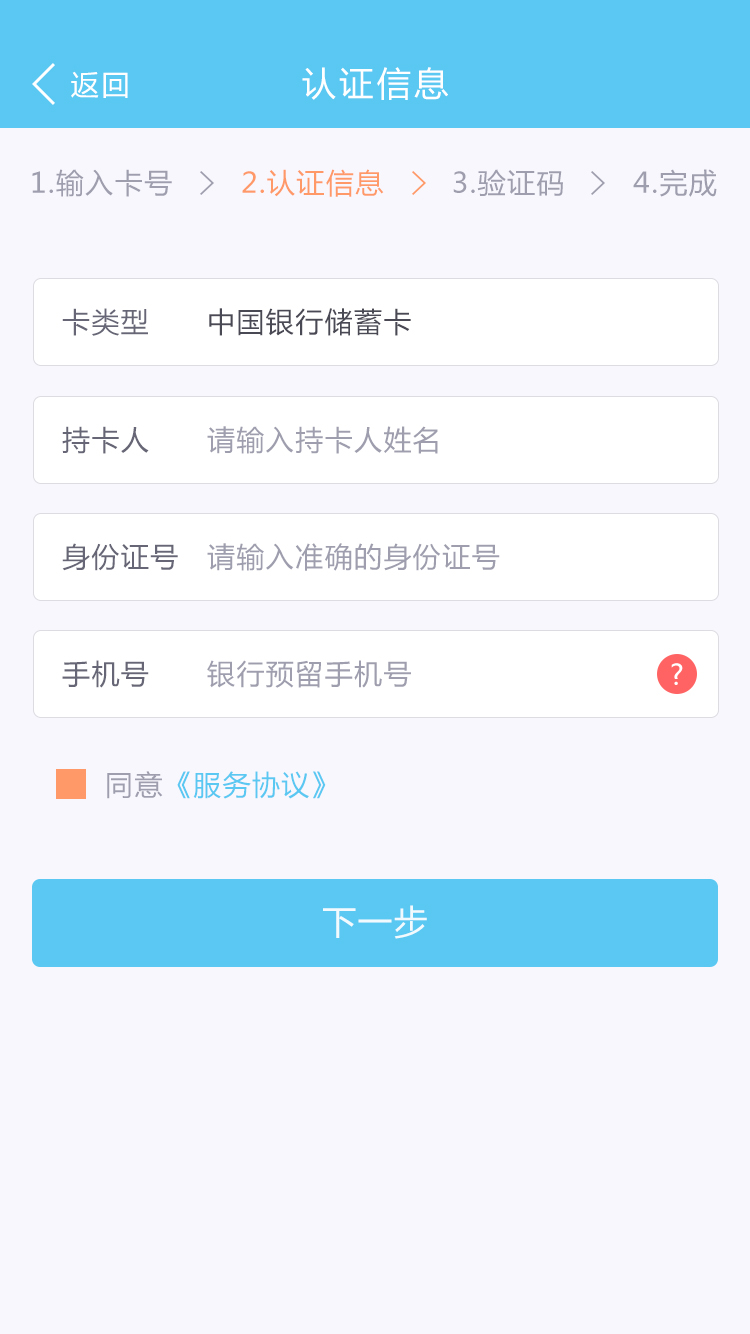 返回 认证信息
1.输入卡号 > 2.认证信息 > 3.验证码 > 4.完成
卡类型 中国银行储蓄卡
持卡人 请输入持卡人姓名
身份证号 请输入准确的身份证号
手机号 银行预留手机号 ?
同意《服务协议》
下一步